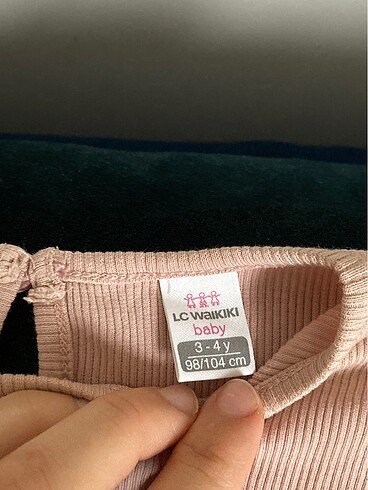 LC WAIKIKI
baby
3 - 4 y
98/104 cm